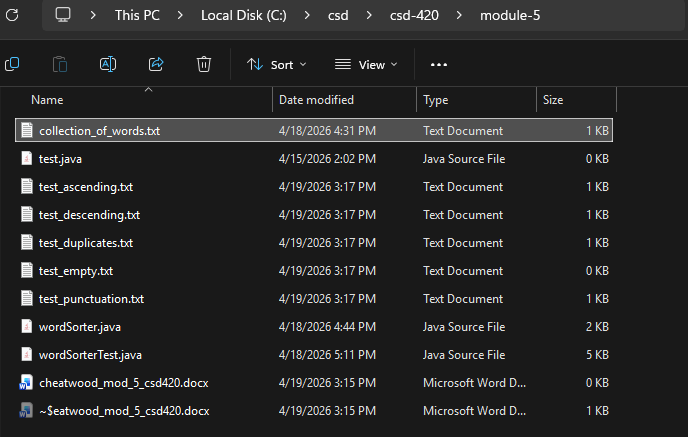 This PC > Local Disk (C:) > csd > csd-420 > module-5
Sort View
Name Date modified Type Size
collection_of_words.txt 4/18/2026 4:31 PM Text Document 1 KB
test.java 4/15/2026 2:02 PM Java Source File 0 KB
test_ascending.txt 4/19/2026 3:17 PM Text Document 1 KB
test_descending.txt 4/19/2026 3:17 PM Text Document 1 KB
test_duplicates.txt 4/19/2026 3:17 PM Text Document 1 KB
test_empty.txt 4/19/2026 3:17 PM Text Document 0 KB
test_punctuation.txt 4/19/2026 3:17 PM Text Document 1 KB
wordSorter.java 4/18/2026 4:44 PM Java Source File 2 KB
wordSorterTest.java 4/18/2026 5:11 PM Java Source File 5 KB
cheatwood_mod_5_csd420.docx 4/19/2026 3:15 PM Microsoft Word D... 0 KB
~$eatwood_mod_5_csd420.docx 4/19/2026 3:15 PM Microsoft Word D... 1 KB